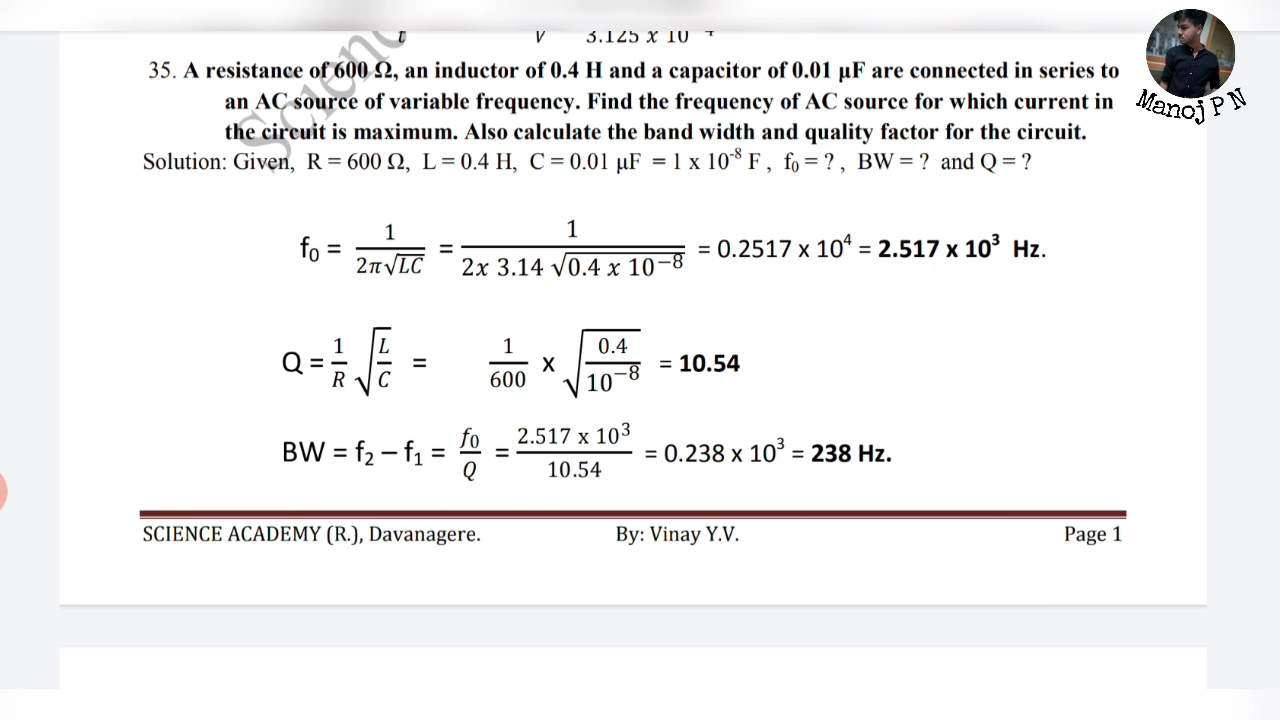 t V 3.125 x 10⁻⁴
35. A resistance of 600 Ω, an inductor of 0.4 H and a capacitor of 0.01 μF are connected in series to
an AC source of variable frequency. Find the frequency of AC source for which current in
the circuit is maximum. Also calculate the band width and quality factor for the circuit.
Solution: Given, R = 600 Ω, L = 0.4 H, C = 0.01 μF = 1 x 10⁻⁸ F , f₀ = ? , BW = ? and Q = ?
f₀ = 1/(2π√LC) = 1/(2x 3.14 √(0.4 x 10⁻⁸)) = 0.2517 x 10⁴ = 2.517 x 10³ Hz.
Q = 1/R √(L/C) = 1/600 x √(0.4/10⁻⁸) = 10.54
BW = f₂ – f₁ = f₀/Q = 2.517 x 10³/10.54 = 0.238 x 10³ = 238 Hz.
SCIENCE ACADEMY (R.), Davanagere. By: Vinay Y.V. Page 1
Scienc
Manoj P N